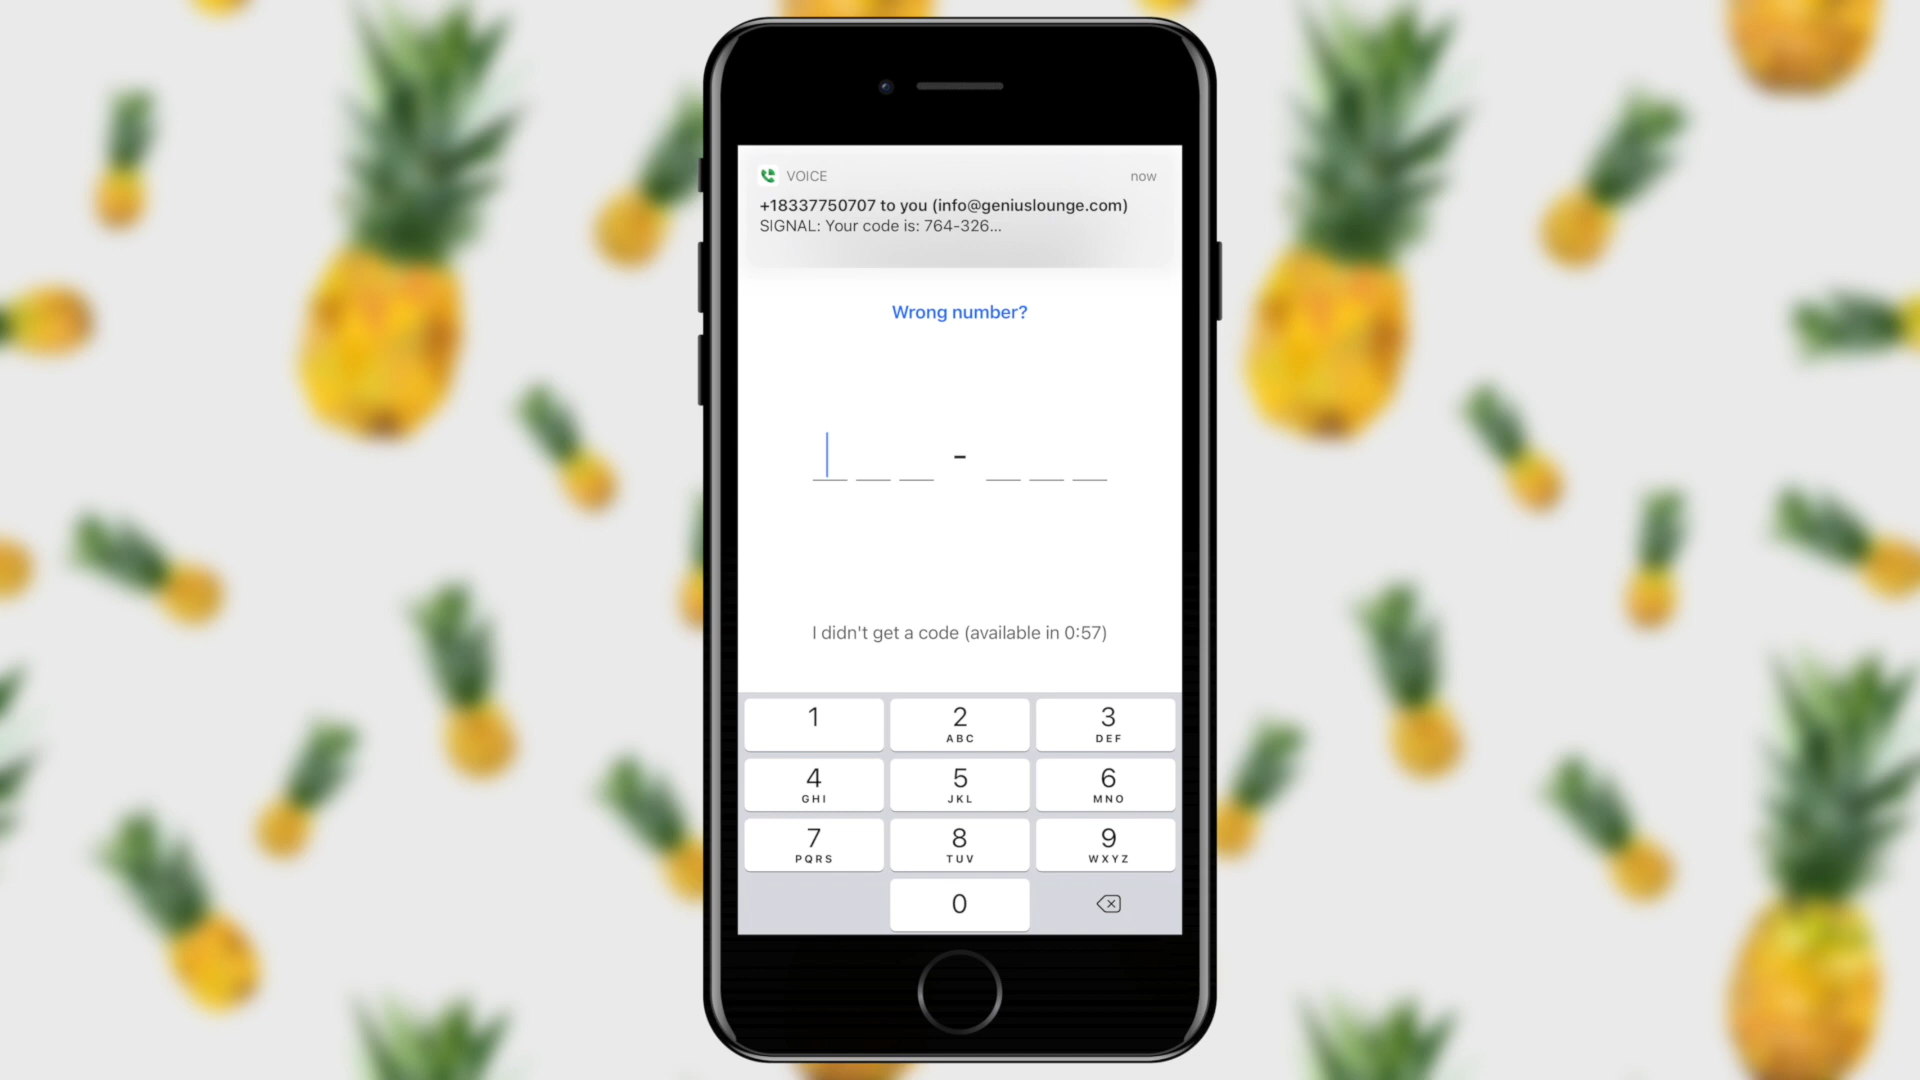 VOICE now
+18337750707 to you (info@geniuslounge.com)
SIGNAL: Your code is: 764-326...
Wrong number?
-
I didn't get a code (available in 0:57)
1 2 3
ABC DEF
4 5 6
GHI JKL MNO
7 8 9
PQRS TUV WXYZ
0